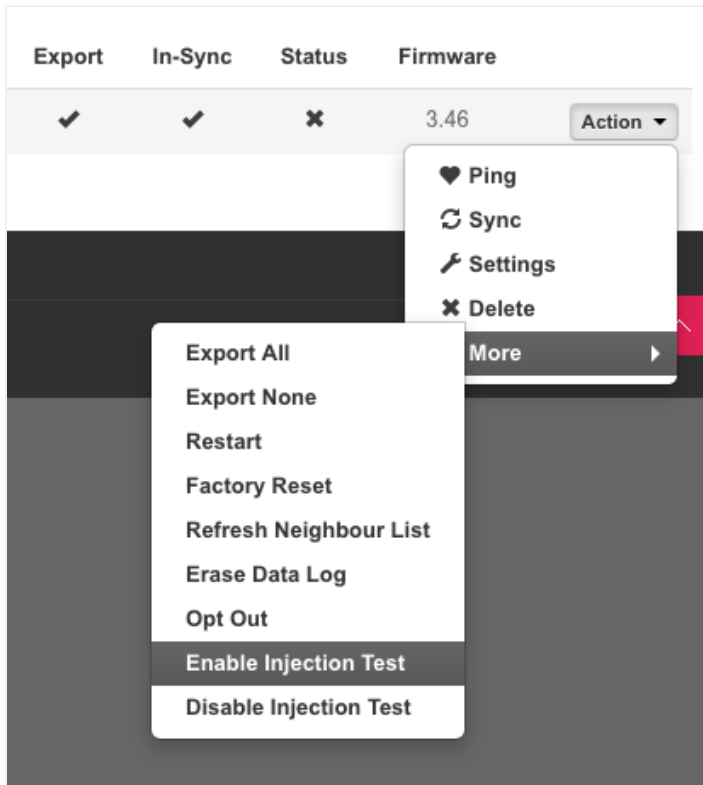 Export In-Sync Status Firmware
3.46 Action
Ping
Sync
Settings
Delete
More
Export All
Export None
Restart
Factory Reset
Refresh Neighbour List
Erase Data Log
Opt Out
Enable Injection Test
Disable Injection Test